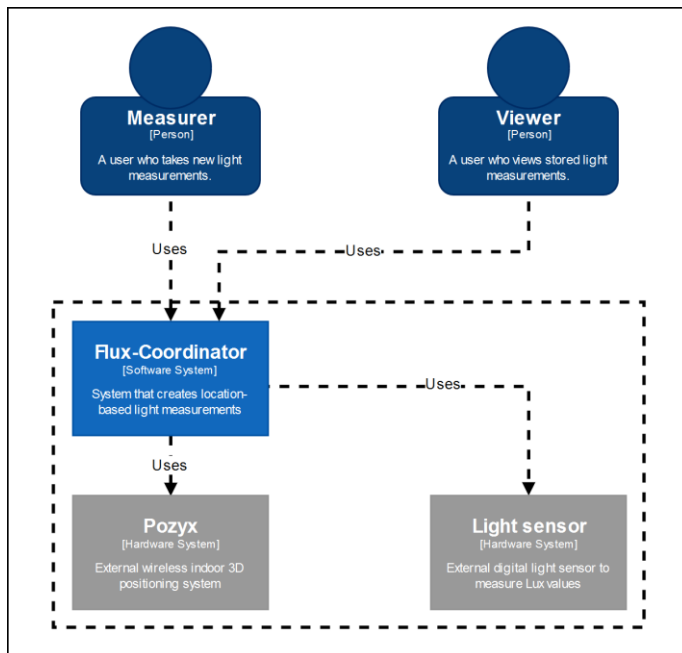 Measurer
[Person]
A user who takes new light
measurements.
Viewer
[Person]
A user who views stored light
measurements.
Uses
Uses
Flux-Coordinator
[Software System]
System that creates location-
based light measurements
Uses
Uses
Pozyx
[Hardware System]
External wireless indoor 3D
positioning system
Light sensor
[Hardware System]
External digital light sensor to
measure Lux values